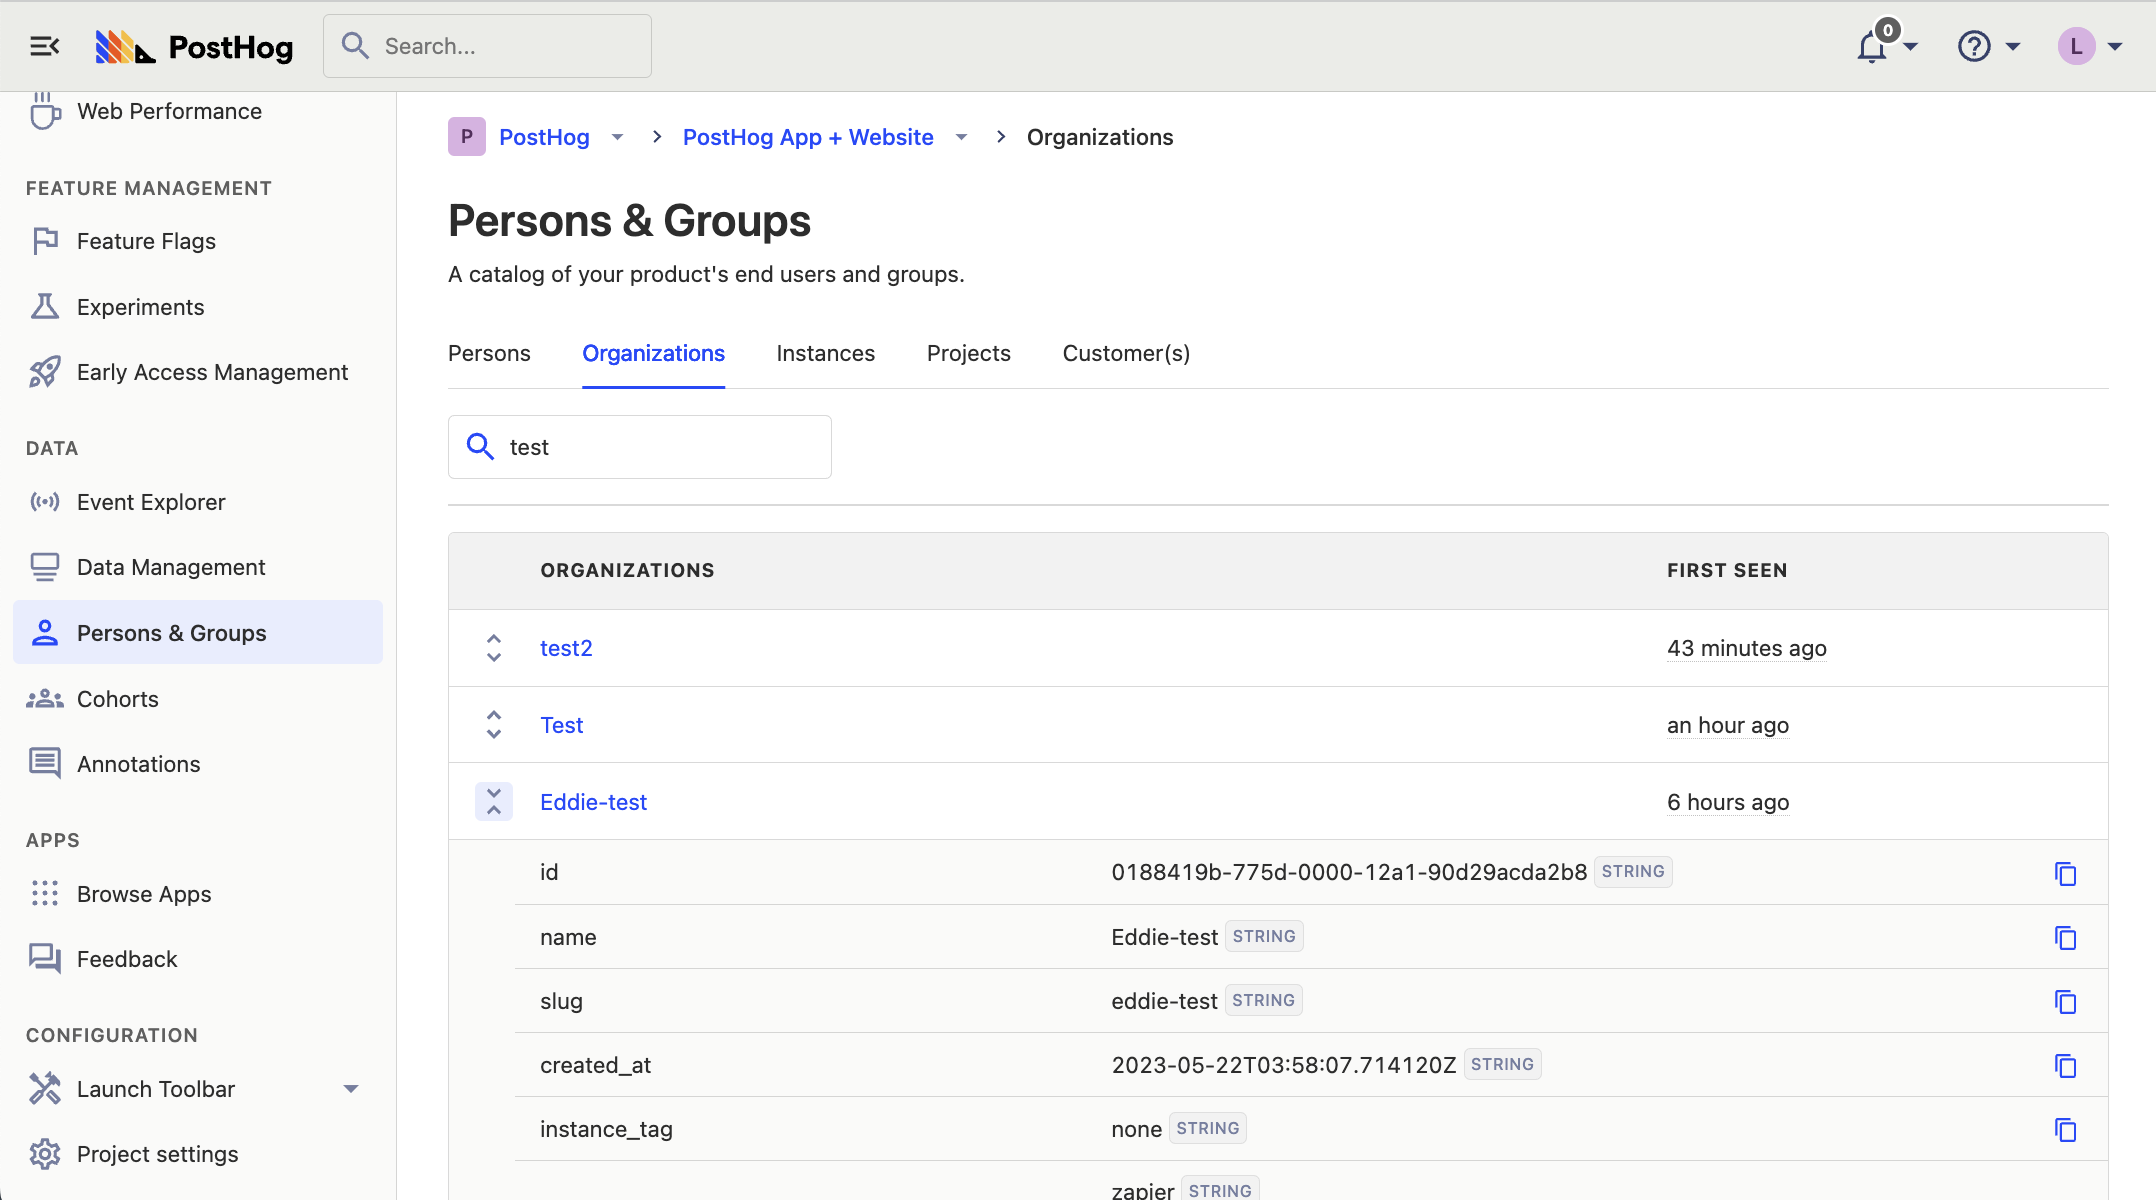 PostHog
Search...
0
L
Web Performance
FEATURE MANAGEMENT
Feature Flags
Experiments
Early Access Management
DATA
Event Explorer
Data Management
Persons & Groups
Cohorts
Annotations
APPS
Browse Apps
Feedback
CONFIGURATION
Launch Toolbar
Project settings
P PostHog PostHog App + Website Organizations
Persons & Groups
A catalog of your product's end users and groups.
Persons Organizations Instances Projects Customer(s)
test
ORGANIZATIONS FIRST SEEN
test2 43 minutes ago
Test an hour ago
Eddie-test 6 hours ago
id 0188419b-775d-0000-12a1-90d29acda2b8 STRING
name Eddie-test STRING
slug eddie-test STRING
created_at 2023-05-22T03:58:07.714120Z STRING
instance_tag none STRING
zapier STRING